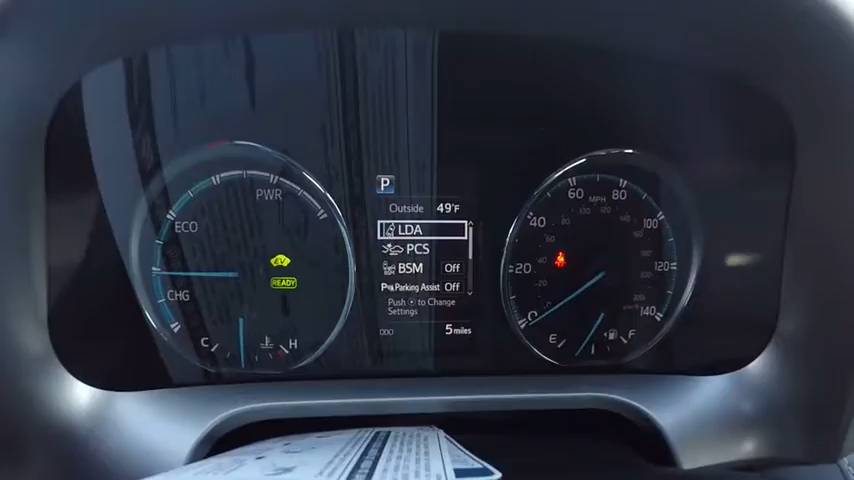 P
Outside 49°F
LDA
PCS
BSM Off
Parking Assist Off
Push to Change
Settings
ODO 5 miles
PWR
ECO
CHG
EV
READY
C H
MPH
0 20 40 60 80 100 120 140
E F